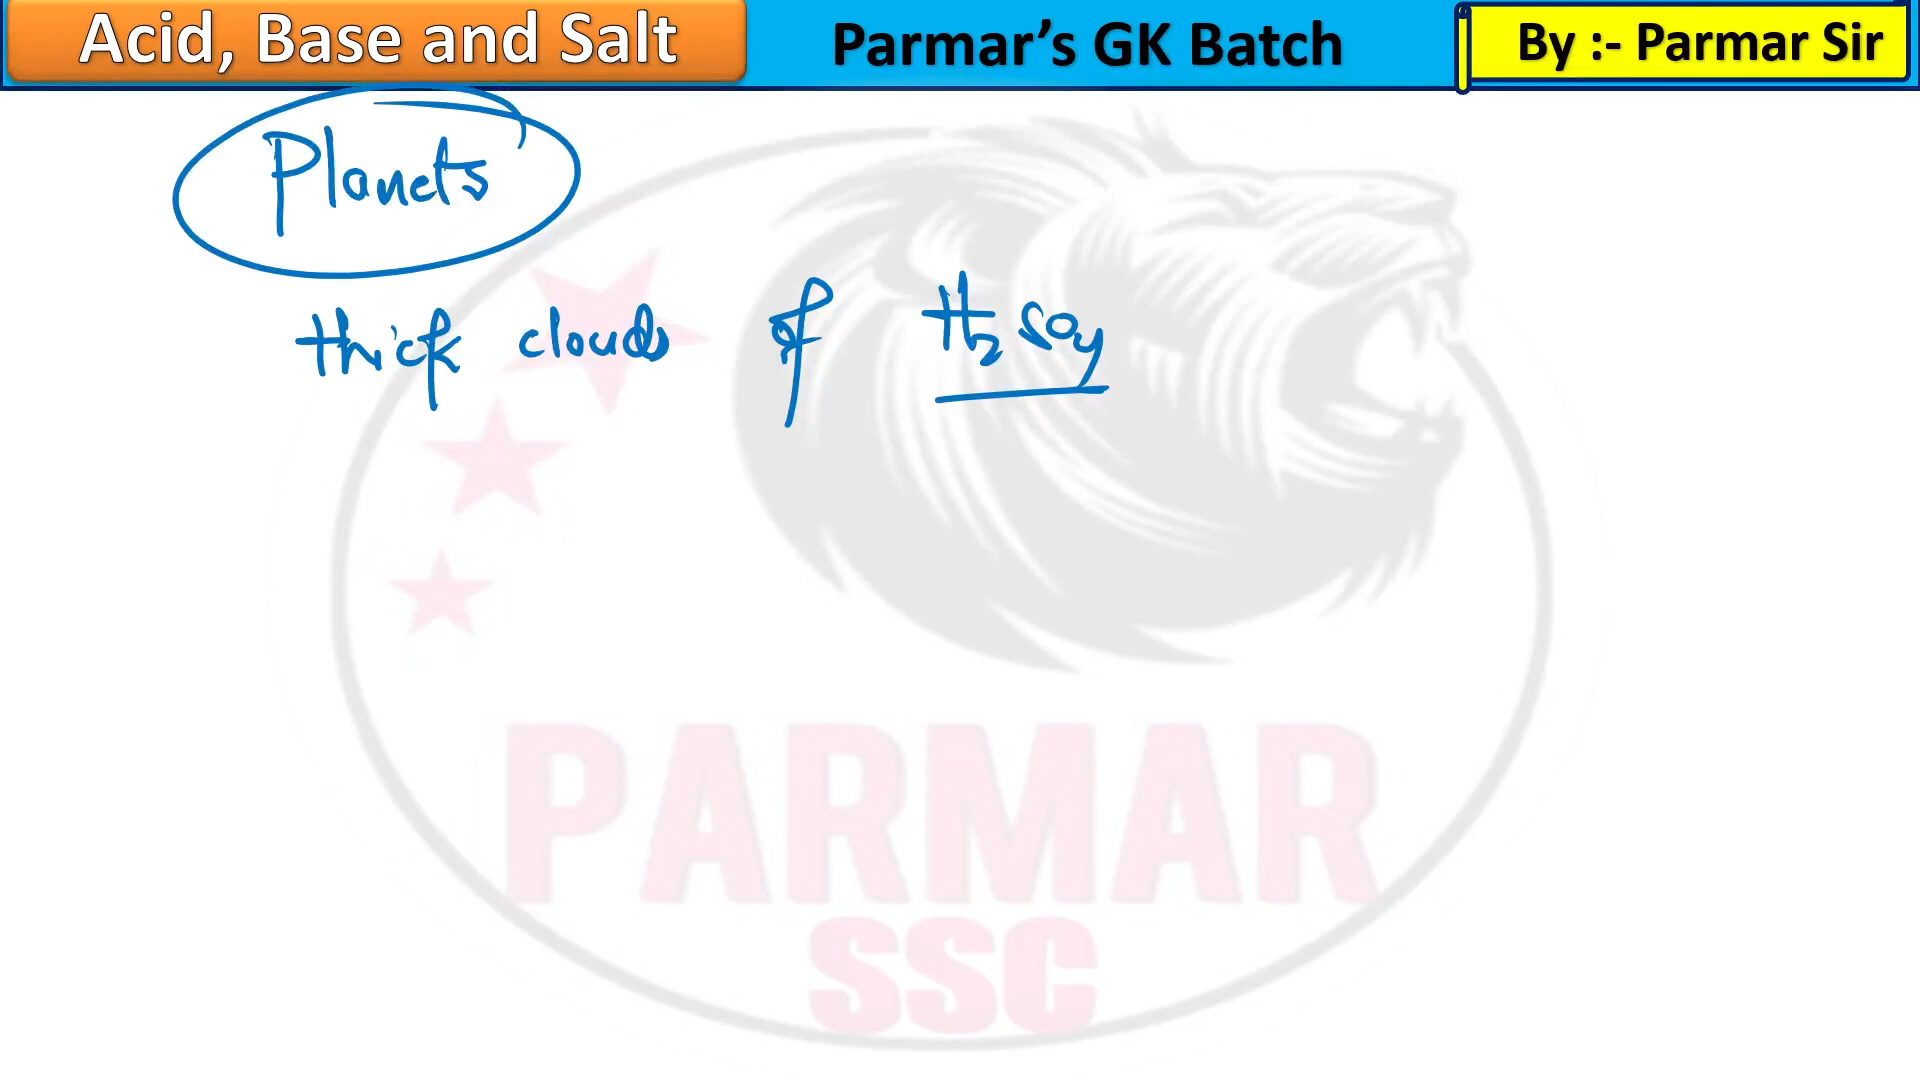 Acid, Base and Salt
Parmar's GK Batch
By :- Parmar Sir
Planets
thick clouds of H₂SO₄
PARMAR
SSC